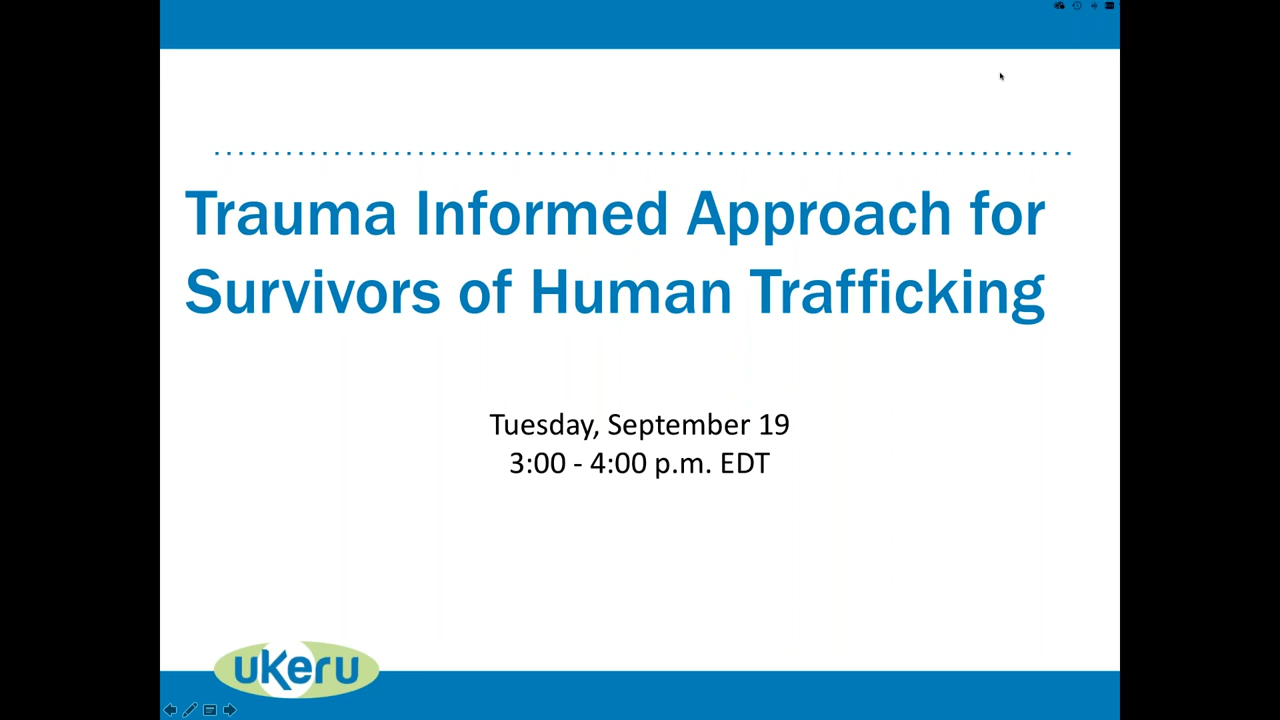 Trauma Informed Approach for
Survivors of Human Trafficking
Tuesday, September 19
3:00 - 4:00 p.m. EDT
ukeru